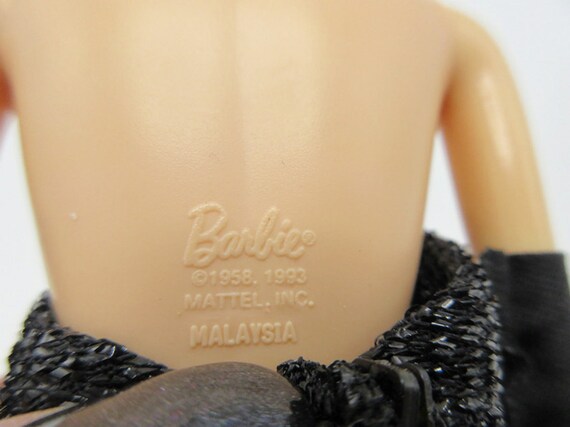 Barbie®
©1958, 1993
MATTEL, INC.
MALAYSIA